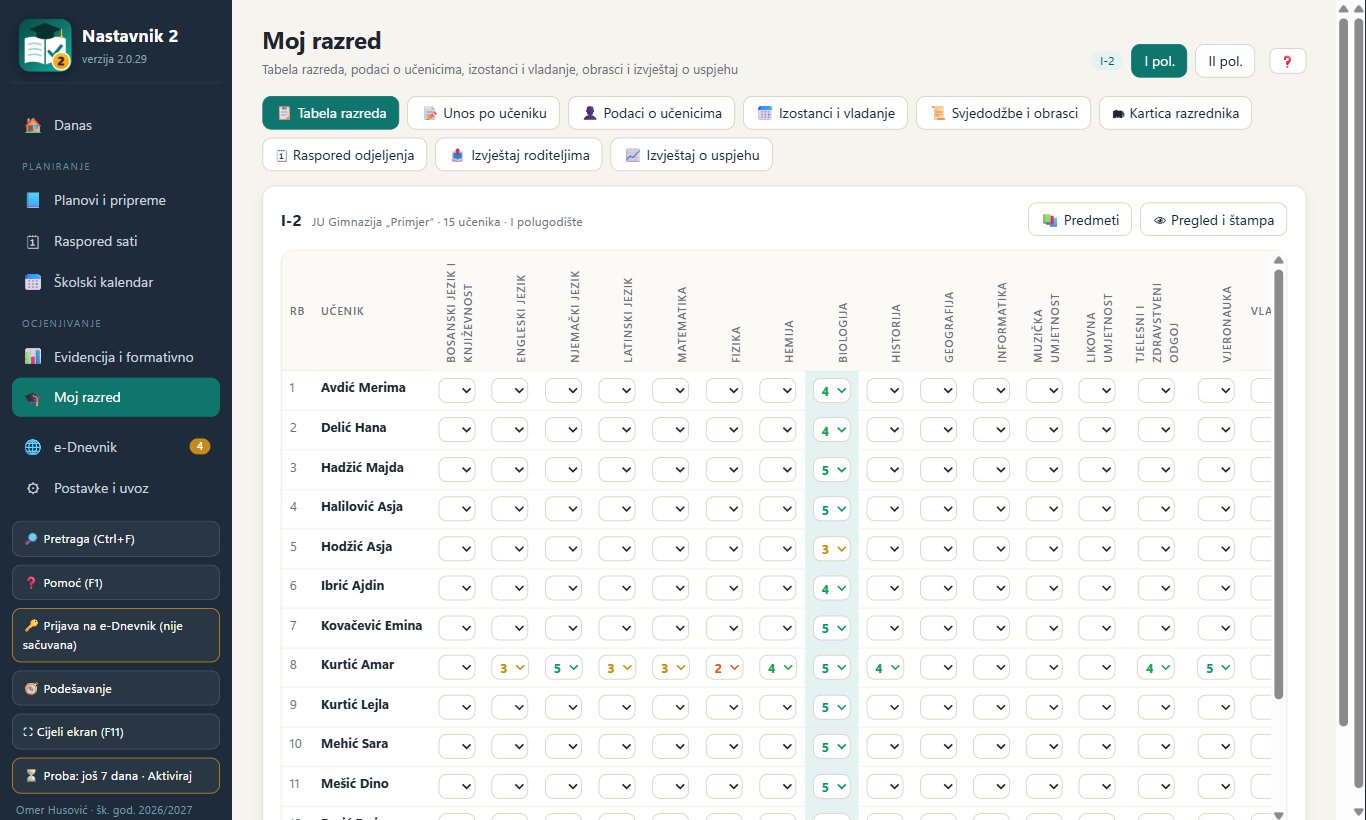 Nastavnik 2
verzija 2.0.29
Danas
PLANIRANJE
Planovi i pripreme
Raspored sati
Školski kalendar
OCJENJIVANJE
Evidencija i formativno
Moj razred
e-Dnevnik 4
Postavke i uvoz
Pretraga (Ctrl+F)
Pomoć (F1)
Prijava na e-Dnevnik (nije
sačuvana)
Podešavanje
Cijeli ekran (F11)
Proba: još 7 dana · Aktiviraj
Omer Husović · šk. god. 2026/2027
Moj razred
Tabela razreda, podaci o učenicima, izostanci i vladanje, obrasci i izvještaj o uspjehu
I-2 I pol. II pol. ?
Tabela razreda Unos po učeniku Podaci o učenicima Izostanci i vladanje Svjedodžbe i obrasci Kartica razrednika
Raspored odjeljenja Izvještaj roditeljima Izvještaj o uspjehu
I-2 JU Gimnazija „Primjer“ · 15 učenika · I polugodište
Predmeti Pregled i štampa
RB UČENIK
BOSANSKI JEZIK I
KNJIŽEVNOST
ENGLESKI JEZIK
NJEMAČKI JEZIK
LATINSKI JEZIK
MATEMATIKA
FIZIKA
HEMIJA
BIOLOGIJA
HISTORIJA
GEOGRAFIJA
INFORMATIKA
MUZIČKA
UMJETNOST
LIKOVNA
UMJETNOST
TJELESNI I
ZDRAVSTVENI
ODGOJ
VJERONAUKA
VLA
1 Avdić Merima 4
2 Delić Hana 4
3 Hadžić Majda 5
4 Halilović Asja 5
5 Hodžić Asja 3
6 Ibrić Ajdin 4
7 Kovačević Emina 5
8 Kurtić Amar 3 5 3 3 2 4 5 4 4 5
9 Kurtić Lejla 5
10 Mehić Sara 5
11 Mešić Dino 5